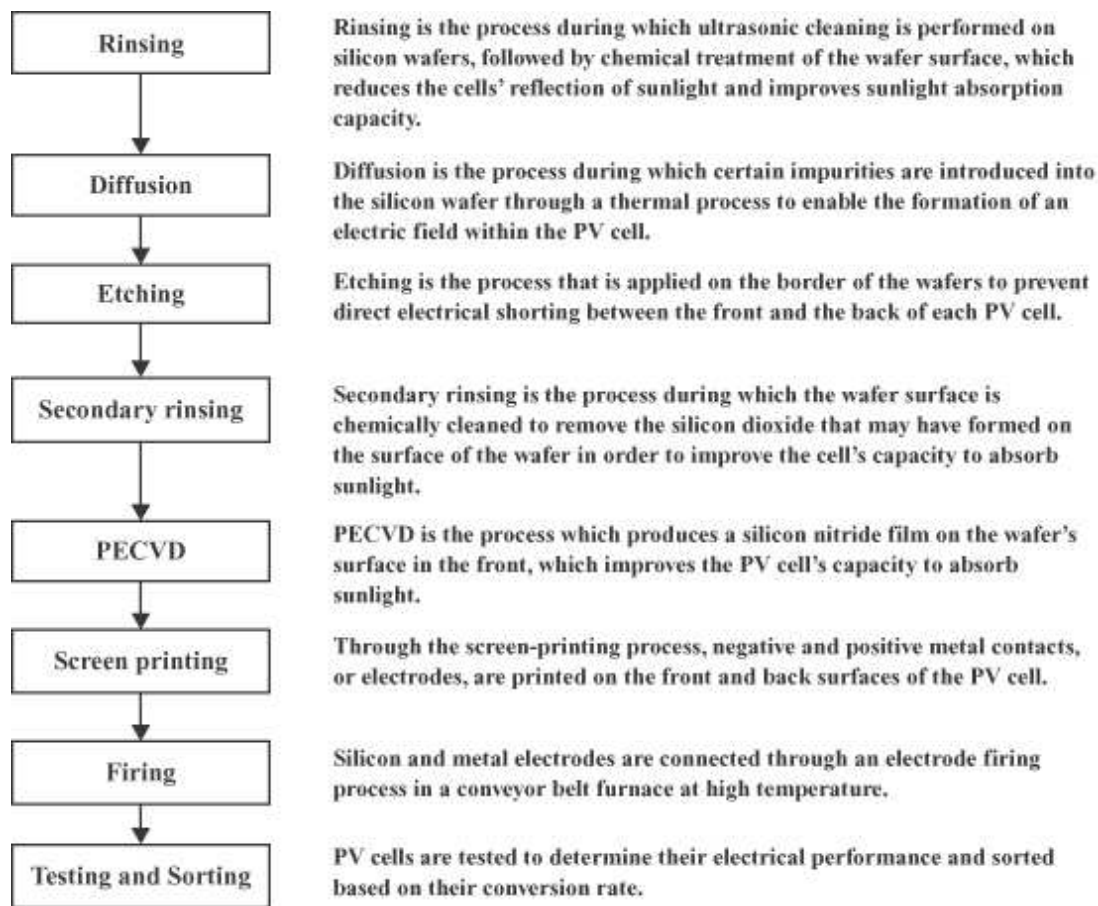 Rinsing
Rinsing is the process during which ultrasonic cleaning is performed on
silicon wafers, followed by chemical treatment of the wafer surface, which
reduces the cells' reflection of sunlight and improves sunlight absorption
capacity.
Diffusion
Diffusion is the process during which certain impurities are introduced into
the silicon wafer through a thermal process to enable the formation of an
electric field within the PV cell.
Etching
Etching is the process that is applied on the border of the wafers to prevent
direct electrical shorting between the front and the back of each PV cell.
Secondary rinsing
Secondary rinsing is the process during which the wafer surface is
chemically cleaned to remove the silicon dioxide that may have formed on
the surface of the wafer in order to improve the cell's capacity to absorb
sunlight.
PECVD
PECVD is the process which produces a silicon nitride film on the wafer's
surface in the front, which improves the PV cell's capacity to absorb
sunlight.
Screen printing
Through the screen-printing process, negative and positive metal contacts,
or electrodes, are printed on the front and back surfaces of the PV cell.
Firing
Silicon and metal electrodes are connected through an electrode firing
process in a conveyor belt furnace at high temperature.
Testing and Sorting
PV cells are tested to determine their electrical performance and sorted
based on their conversion rate.